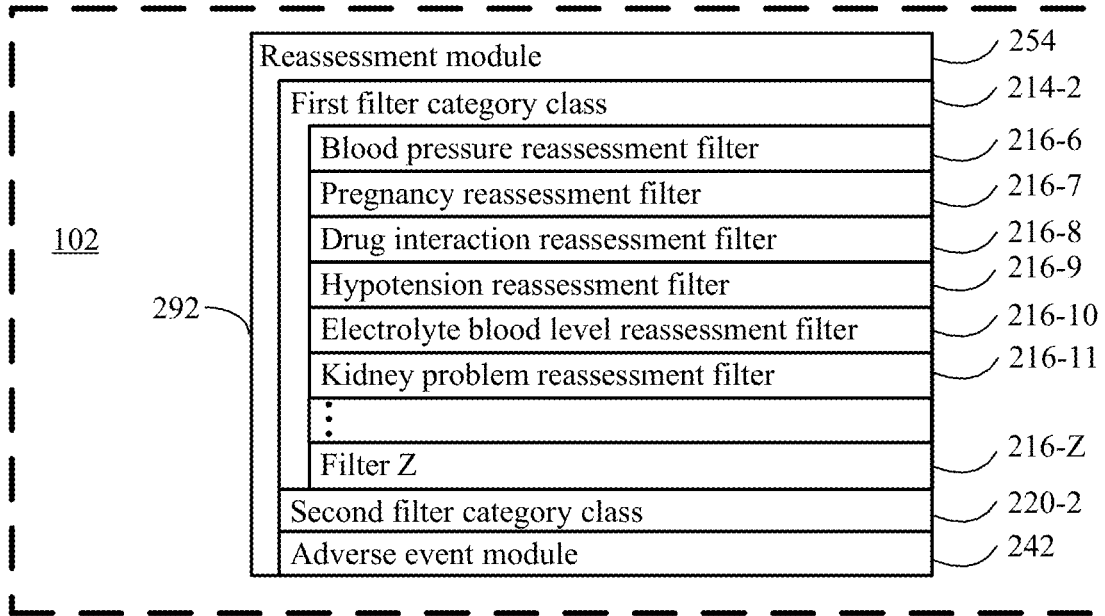 Reassessment module 254
First filter category class 214-2
Blood pressure reassessment filter 216-6
Pregnancy reassessment filter 216-7
102 Drug interaction reassessment filter 216-8
Hypotension reassessment filter 216-9
292 Electrolyte blood level reassessment filter 216-10
Kidney problem reassessment filter 216-11
⋮
Filter Z 216-Z
Second filter category class 220-2
Adverse event module 242